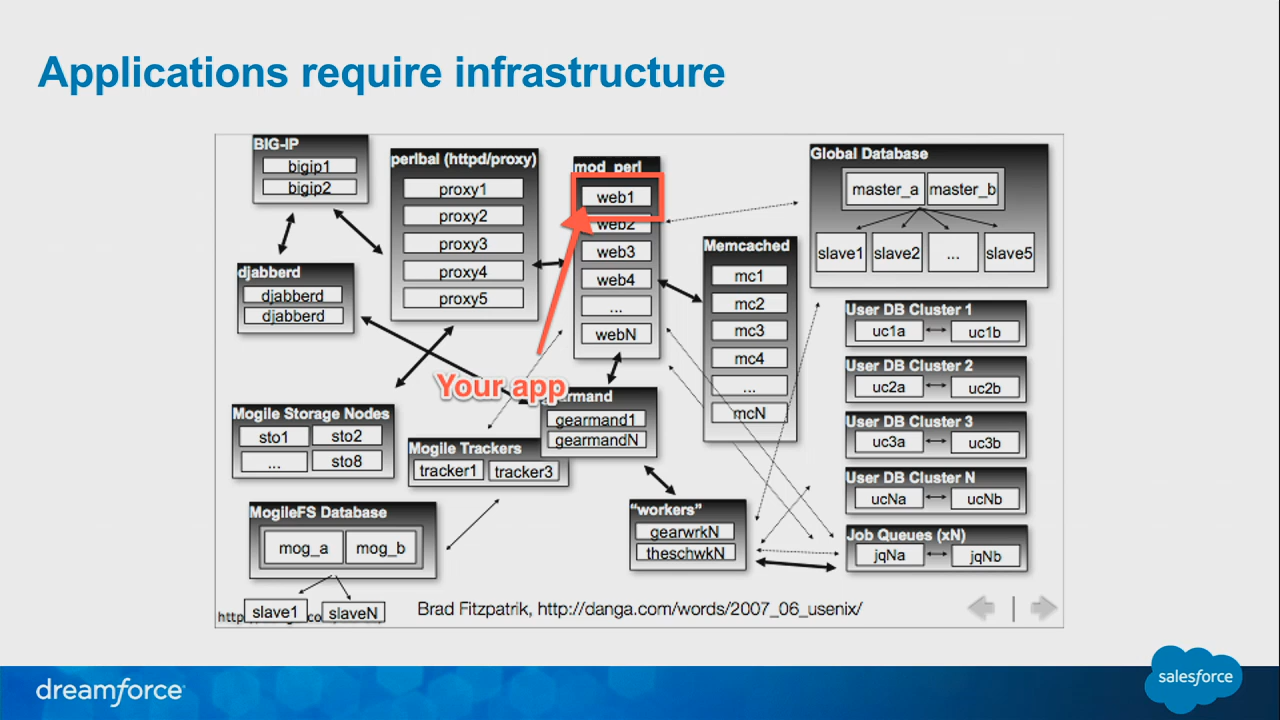 Applications require infrastructure
BIG-IP
bigip1
bigip2
perlbal (httpd/proxy)
proxy1
proxy2
proxy3
proxy4
proxy5
mod_perl
web1
web2
web3
web4
...
webN
Global Database
master_a master_b
slave1 slave2 ... slave5
Memcached
mc1
mc2
mc3
mc4
...
mcN
djabberd
djabberd
djabberd
User DB Cluster 1
uc1a uc1b
User DB Cluster 2
uc2a uc2b
User DB Cluster 3
uc3a uc3b
User DB Cluster N
ucNa ucNb
Job Queues (xN)
jqNa jqNb
Your app
gearmand1
gearmandN
Mogile Storage Nodes
sto1 sto2
... sto8
Mogile Trackers
tracker1 tracker3
MogileFS Database
mog_a mog_b
slave1 slaveN
“workers”
gearwrkN
theschwkN
Brad Fitzpatrik, http://danga.com/words/2007_06_usenix/
dreamforce
salesforce